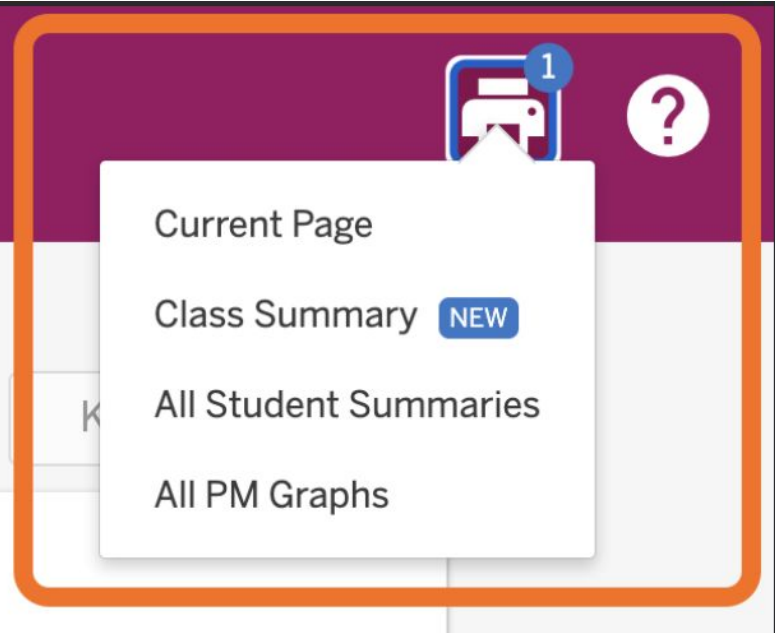 1
?
Current Page
Class Summary NEW
All Student Summaries
K
All PM Graphs